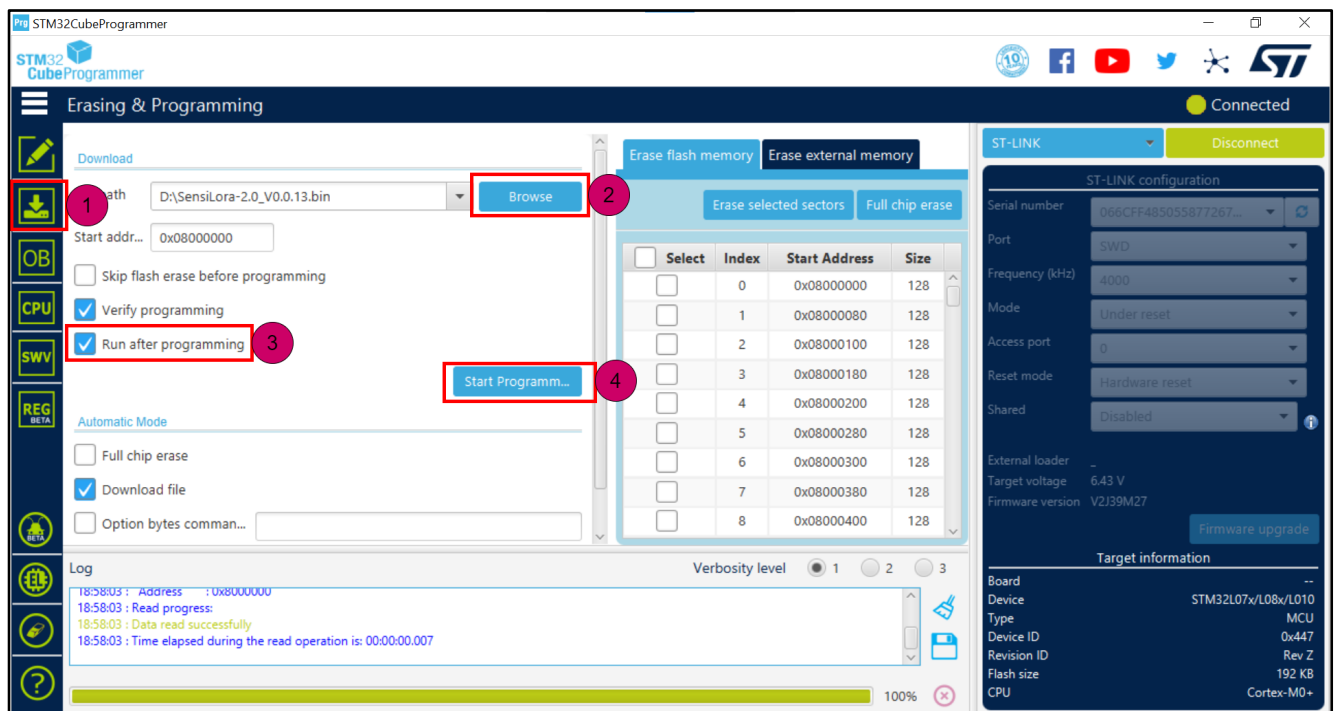 Prg STM32CubeProgrammer
STM32
CubeProgrammer
10
Erasing & Programming
Connected
Download
1
ath
D:\SensiLora-2.0_V0.0.13.bin
Browse
2
Start addr...
0x08000000
Skip flash erase before programming
Verify programming
Run after programming
3
Start Programm...
4
Automatic Mode
Full chip erase
Download file
Option bytes comman...
OB
CPU
SWV
REG
BETA
BETA
EL
?
Erase flash memory
Erase external memory
Erase selected sectors
Full chip erase
Select Index Start Address Size
0 0x08000000 128
1 0x08000080 128
2 0x08000100 128
3 0x08000180 128
4 0x08000200 128
5 0x08000280 128
6 0x08000300 128
7 0x08000380 128
8 0x08000400 128
Log
Verbosity level 1 2 3
18:58:03 : Address : 0x8000000
18:58:03 : Read progress:
18:58:03 : Data read successfully
18:58:03 : Time elapsed during the read operation is: 00:00:00.007
100%
ST-LINK
Disconnect
ST-LINK configuration
Serial number 066CFF485055877267...
Port SWD
Frequency (kHz) 4000
Mode Under reset
Access port 0
Reset mode Hardware reset
Shared Disabled
External loader _
Target voltage 6.43 V
Firmware version V2J39M27
Firmware upgrade
Target information
Board --
Device STM32L07x/L08x/L010
Type MCU
Device ID 0x447
Revision ID Rev Z
Flash size 192 KB
CPU Cortex-M0+